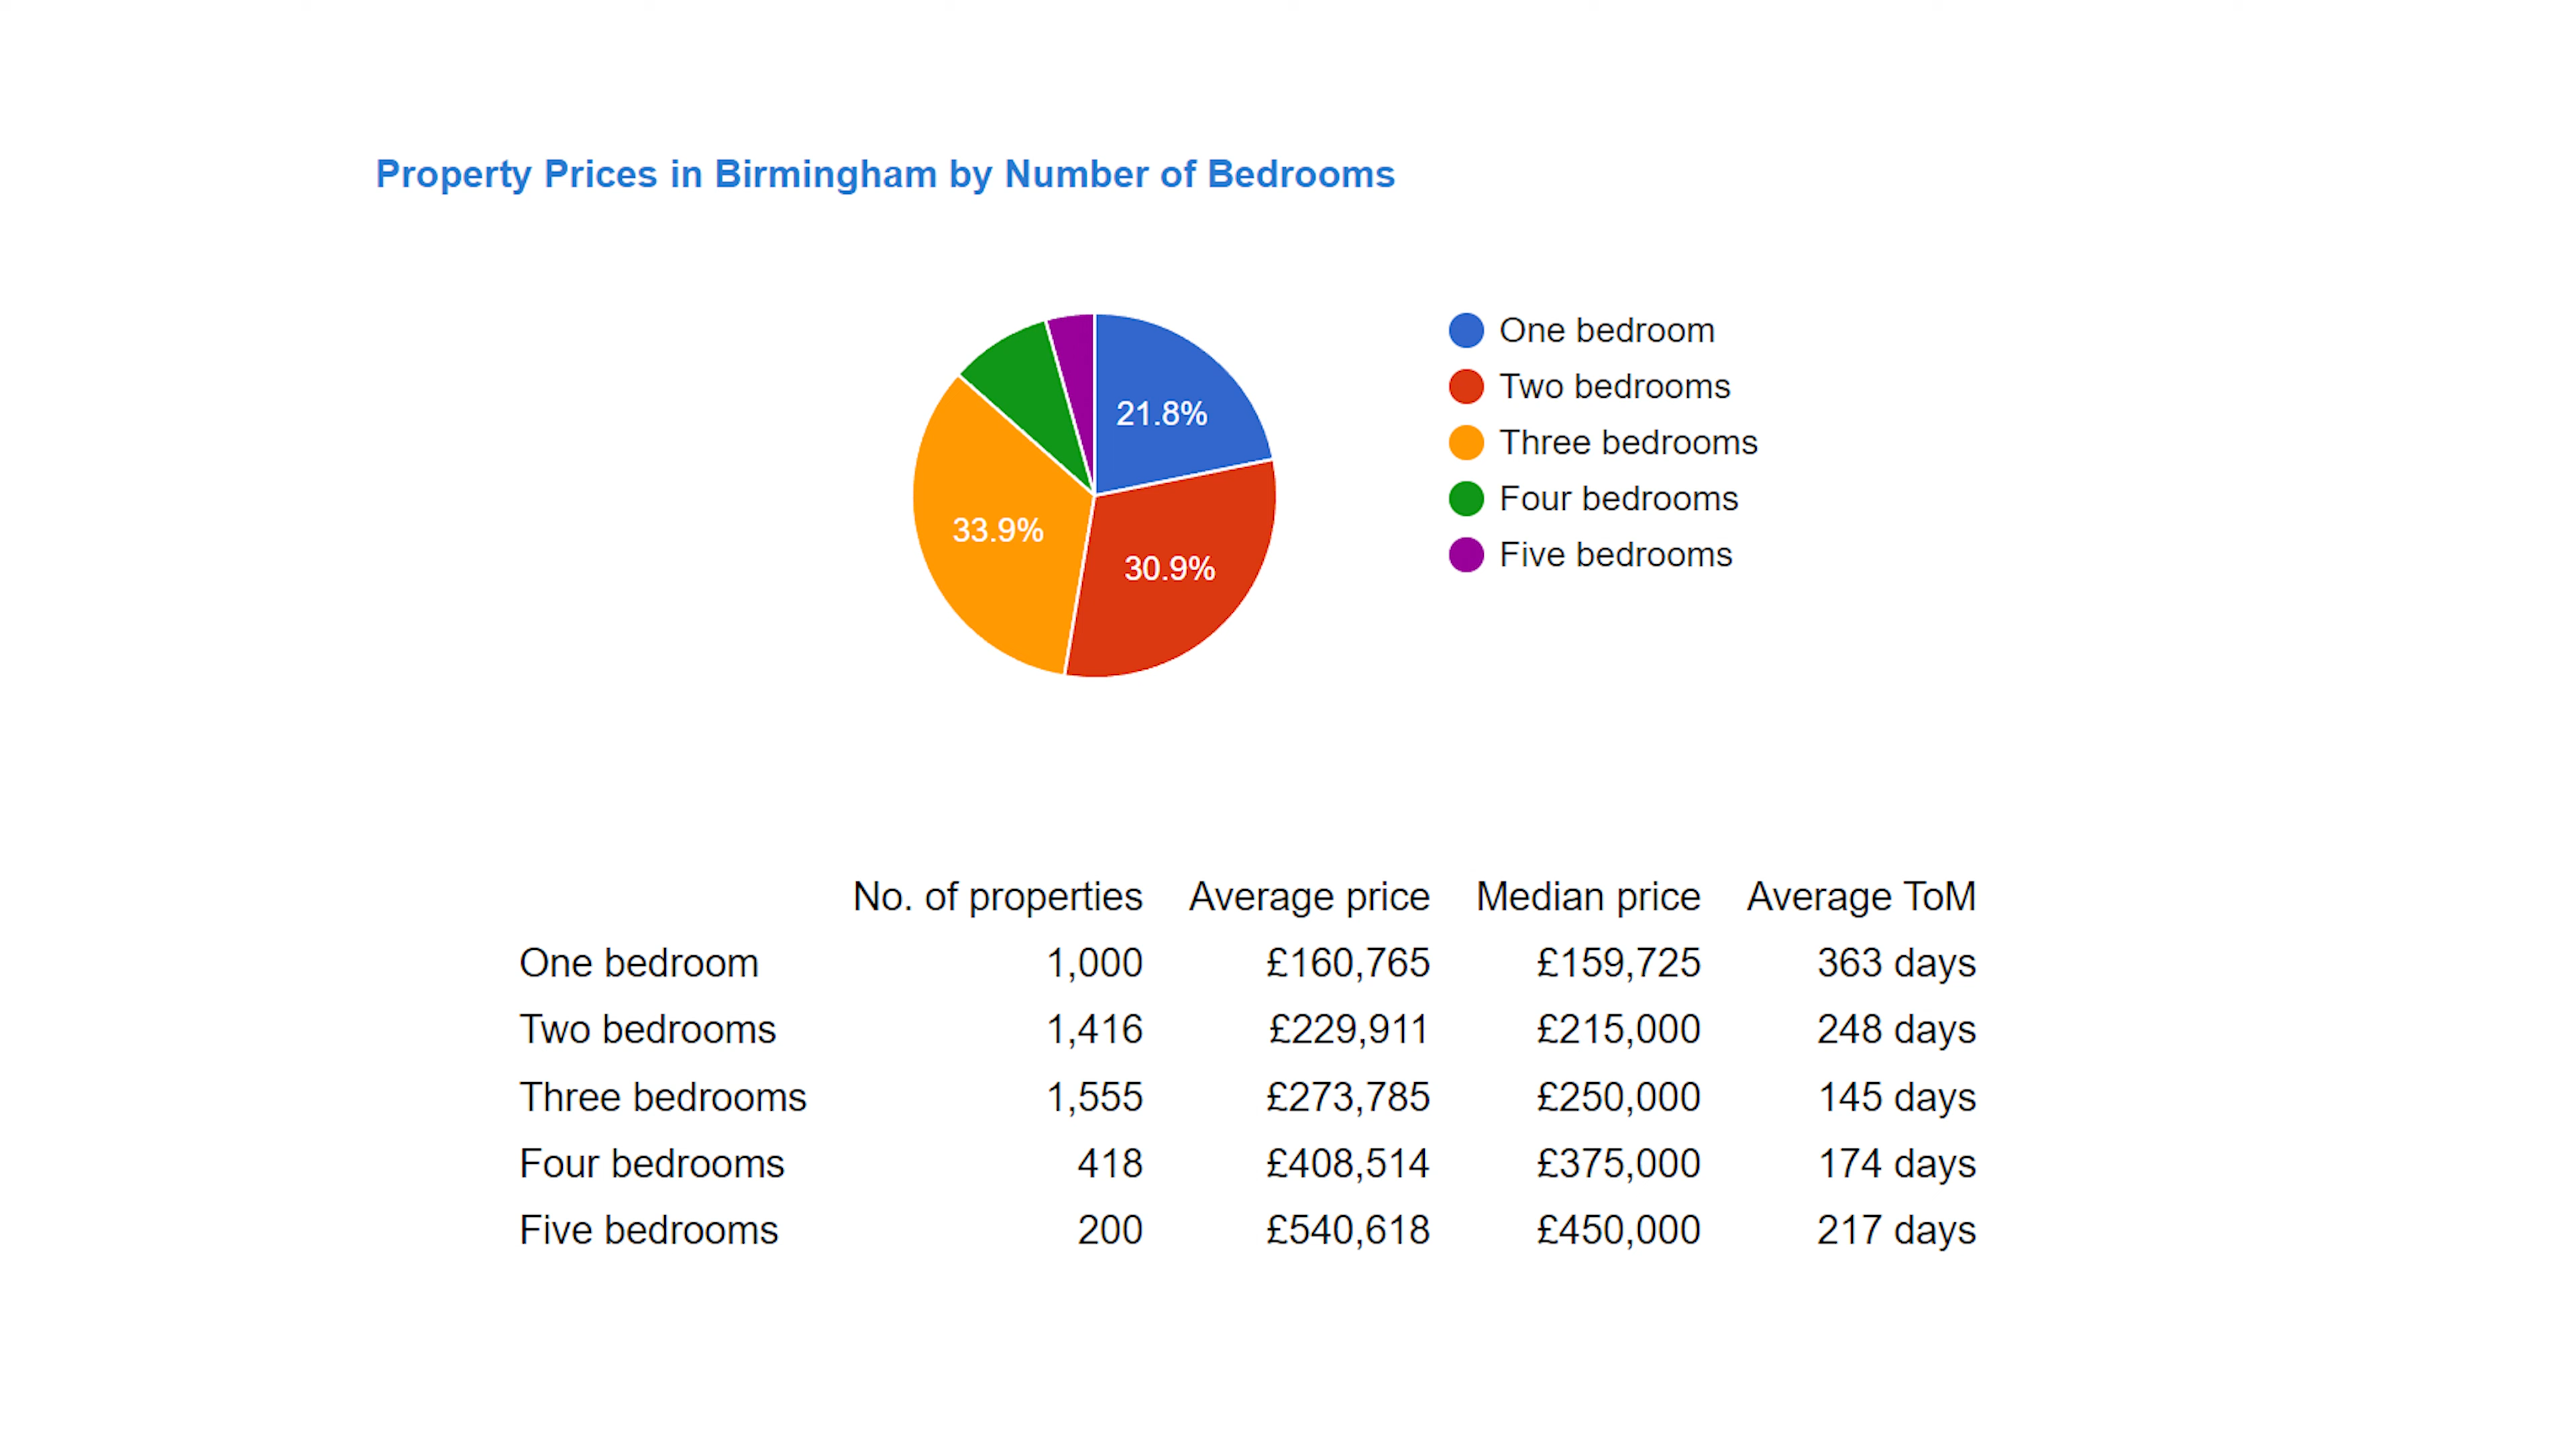 Property Prices in Birmingham by Number of Bedrooms
21.8%
30.9%
33.9%
One bedroom
Two bedrooms
Three bedrooms
Four bedrooms
Five bedrooms
No. of properties Average price Median price Average ToM
One bedroom 1,000 £160,765 £159,725 363 days
Two bedrooms 1,416 £229,911 £215,000 248 days
Three bedrooms 1,555 £273,785 £250,000 145 days
Four bedrooms 418 £408,514 £375,000 174 days
Five bedrooms 200 £540,618 £450,000 217 days